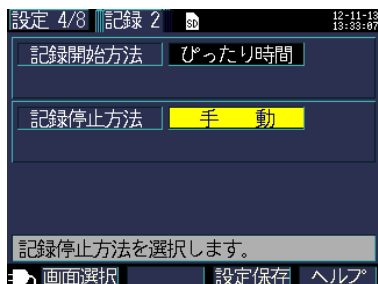 設定 4/8 記録 2 SD 12-11-13
13:33:07
記録開始方法 ぴったり時間
記録停止方法 手 動
記録停止方法を選択します。
画面選択 設定保存 ヘルプ